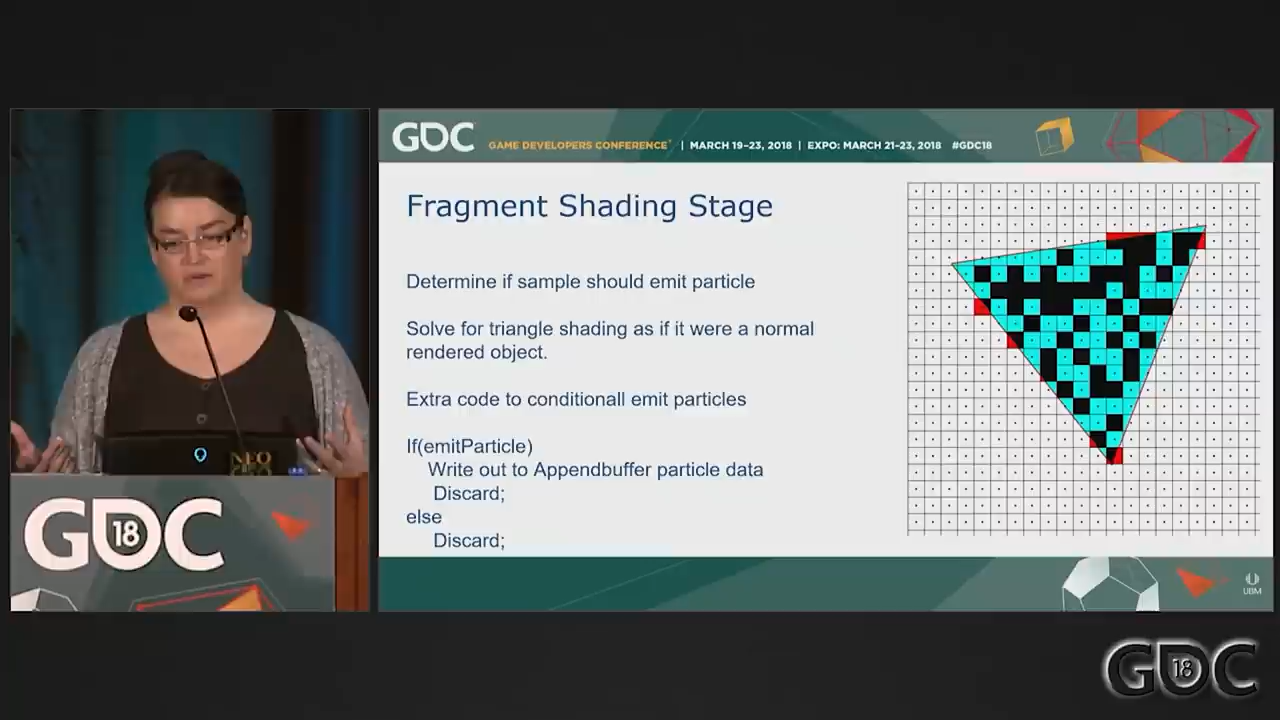 GDC GAME DEVELOPERS CONFERENCE | MARCH 19–23, 2018 | EXPO: MARCH 21–23, 2018 #GDC18
Fragment Shading Stage
Determine if sample should emit particle
Solve for triangle shading as if it were a normal
rendered object.
Extra code to conditionall emit particles
If(emitParticle)
Write out to Appendbuffer particle data
Discard;
else
Discard;
UBM
NEO
GDC
18
GDC
18